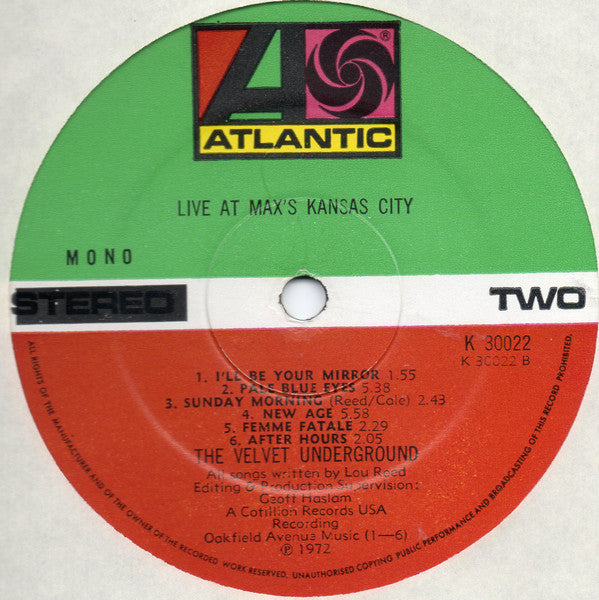 ®
ATLANTIC
LIVE AT MAX'S KANSAS CITY
MONO
STEREO
TWO
K 30022
K 30022 B
1. I'LL BE YOUR MIRROR 1.55
2. PALE BLUE EYES 5.38
3. SUNDAY MORNING (Reed/Cale) 2.43
4. NEW AGE 5.58
5. FEMME FATALE 2.29
6. AFTER HOURS 2.05
THE VELVET UNDERGROUND
All songs written by Lou Reed
Editing & Production Supervision:
Geoff Haslam
A Cotillion Records USA
Recording
Oakfield Avenue Music (1—6)
℗ 1972
ALL RIGHTS OF THE MANUFACTURER AND OF THE OWNER OF THE RECORDED WORK RESERVED, UNAUTHORISED COPYING PUBLIC PERFORMANCE AND BROADCASTING OF THIS RECORD PROHIBITED.